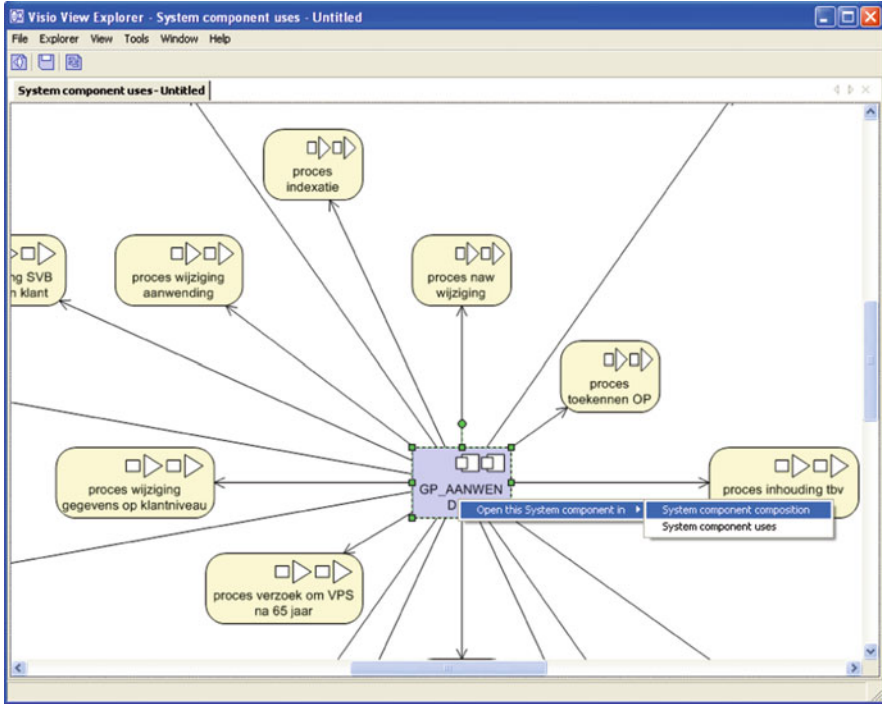 Visio View Explorer - System component uses - Untitled
File Explorer View Tools Window Help
System component uses - Untitled
proces
indexatie
ng SVB
n klant
proces wijziging
aanwending
proces naw
wijziging
proces
toekennen OP
proces wijziging
gegevens op klantniveau
GP_AANWEN
D
proces inhouding tbv
Open this System component in
System component composition
System component uses
proces verzoek om VPS
na 65 jaar